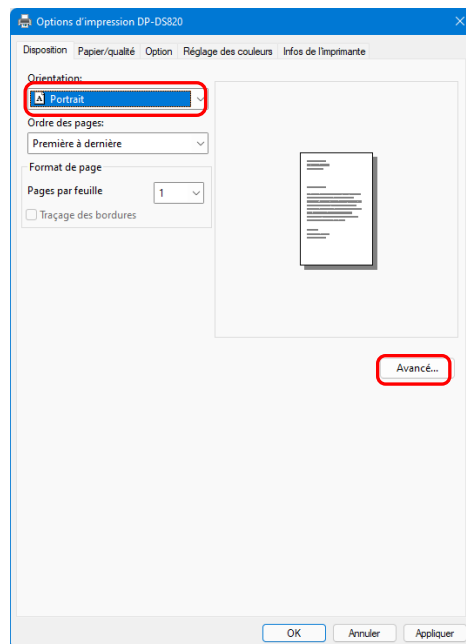 Options d'impression DP-DS820
Disposition Papier/qualité Option Réglage des couleurs Infos de l'imprimante
Orientation:
A Portrait
Ordre des pages:
Première à dernière
Format de page
Pages par feuille 1
Traçage des bordures
Avancé...
OK Annuler Appliquer